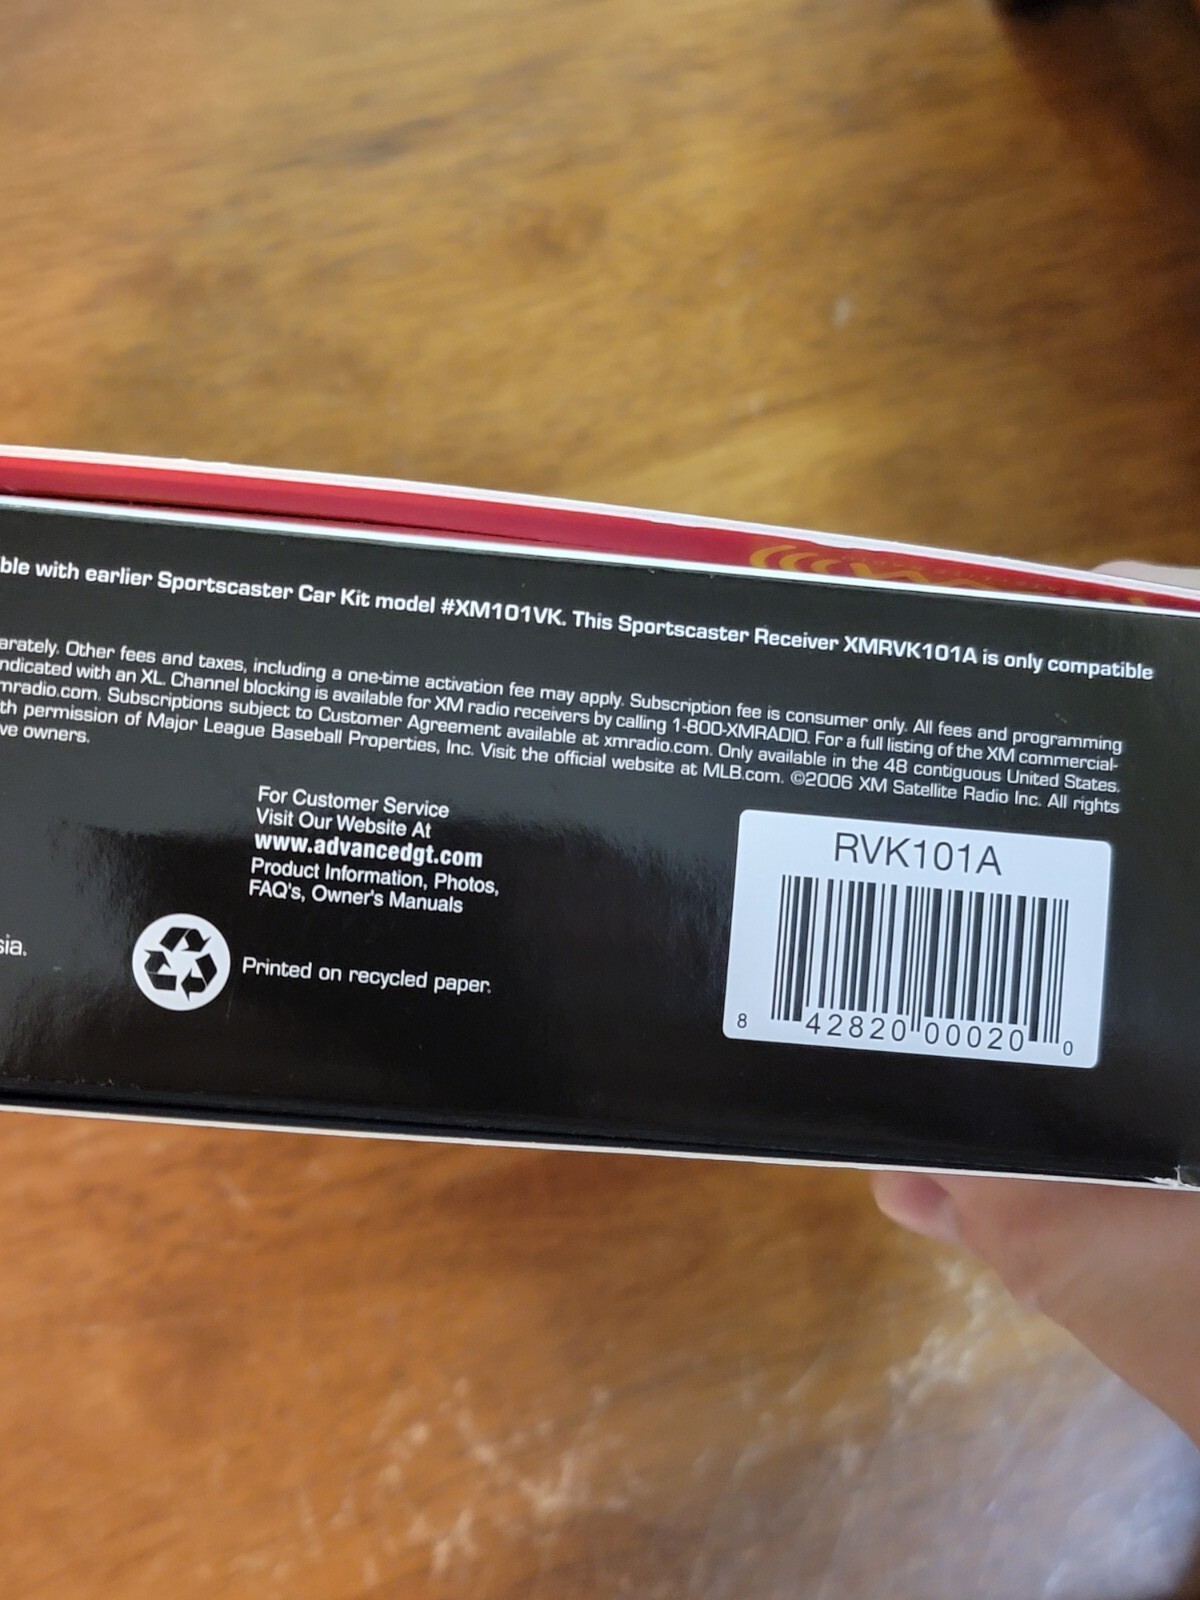 ble with earlier Sportscaster Car Kit model #XM101VK. This Sportscaster Receiver XMRVK101A is only compatible
arately. Other fees and taxes, including a one-time activation fee may apply. Subscription fee is consumer only. All fees and programming
ndicated with an XL. Channel blocking is available for XM radio receivers by calling 1-800-XMRADIO. For a full listing of the XM commercial-
mradio.com. Subscriptions subject to Customer Agreement available at xmradio.com. Only available in the 48 contiguous United States.
th permission of Major League Baseball Properties, Inc. Visit the official website at MLB.com. ©2006 XM Satellite Radio Inc. All rights
ve owners.
For Customer Service
Visit Our Website At
www.advancedgt.com
Product Information, Photos,
FAQ's, Owner's Manuals
sia.
Printed on recycled paper.
RVK101A
8 42820 00020 0